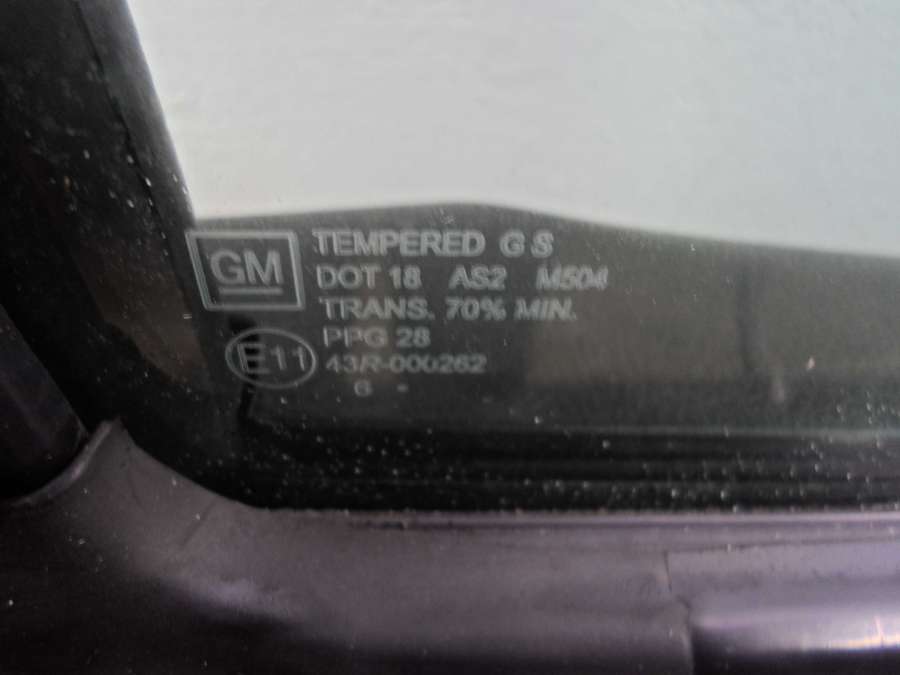 GM
TEMPERED G S
DOT 18 AS2 M504
TRANS. 70% MIN.
PPG 28
E11
43R-000262
6 -